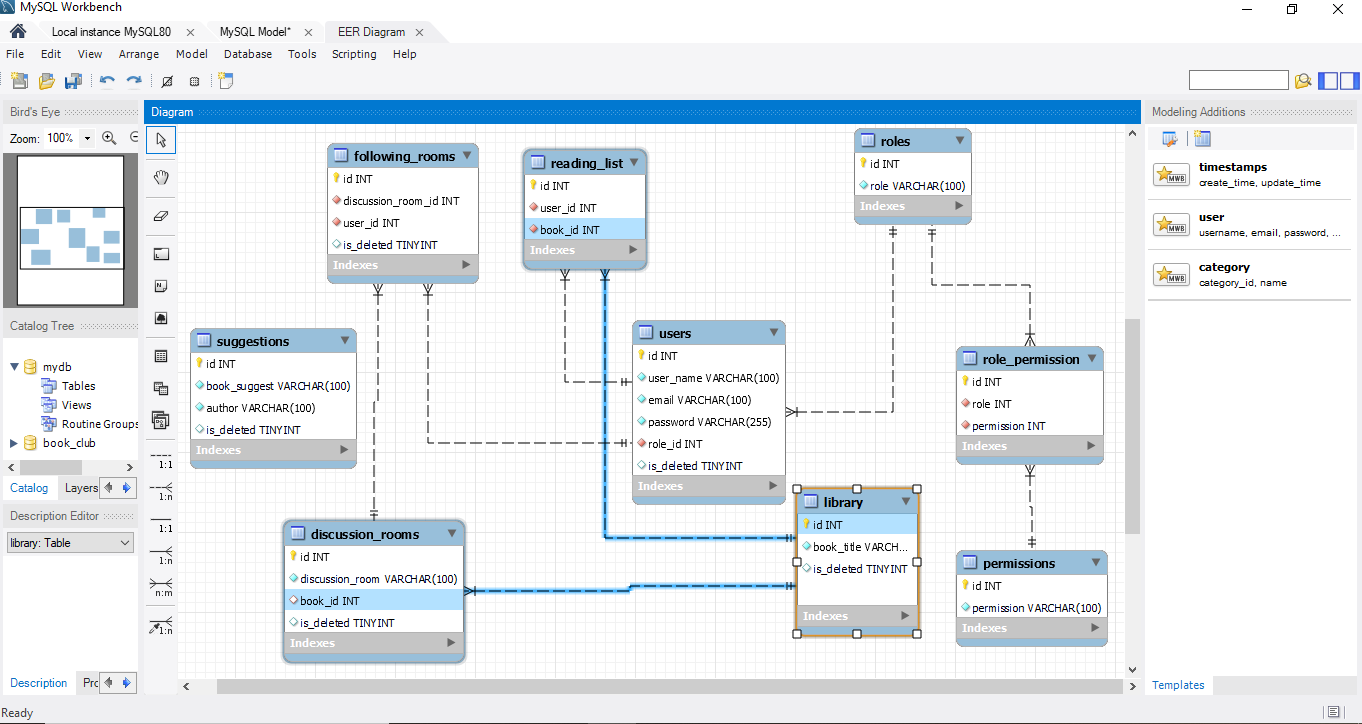 MySQL Workbench
Local instance MySQL80
MySQL Model*
EER Diagram
File Edit View Arrange Model Database Tools Scripting Help
Bird's Eye
Zoom: 100%
Catalog Tree
mydb
Tables
Views
Routine Groups
book_club
Catalog Layers
Description Editor
library: Table
Description Prc
Ready
1:1
1:n
1:1
1:n
n:m
1:n
Diagram
following_rooms
id INT
discussion_room_id INT
user_id INT
is_deleted TINYINT
Indexes
reading_list
id INT
user_id INT
book_id INT
Indexes
roles
id INT
role VARCHAR(100)
Indexes
suggestions
id INT
book_suggest VARCHAR(100)
author VARCHAR(100)
is_deleted TINYINT
Indexes
users
id INT
user_name VARCHAR(100)
email VARCHAR(100)
password VARCHAR(255)
role_id INT
is_deleted TINYINT
Indexes
role_permission
id INT
role INT
permission INT
Indexes
discussion_rooms
id INT
discussion_room VARCHAR(100)
book_id INT
is_deleted TINYINT
Indexes
library
id INT
book_title VARCH...
is_deleted TINYINT
Indexes
permissions
id INT
permission VARCHAR(100)
Indexes
Modeling Additions
MWB
timestamps
create_time, update_time
MWB
user
username, email, password, ...
MWB
category
category_id, name
Templates